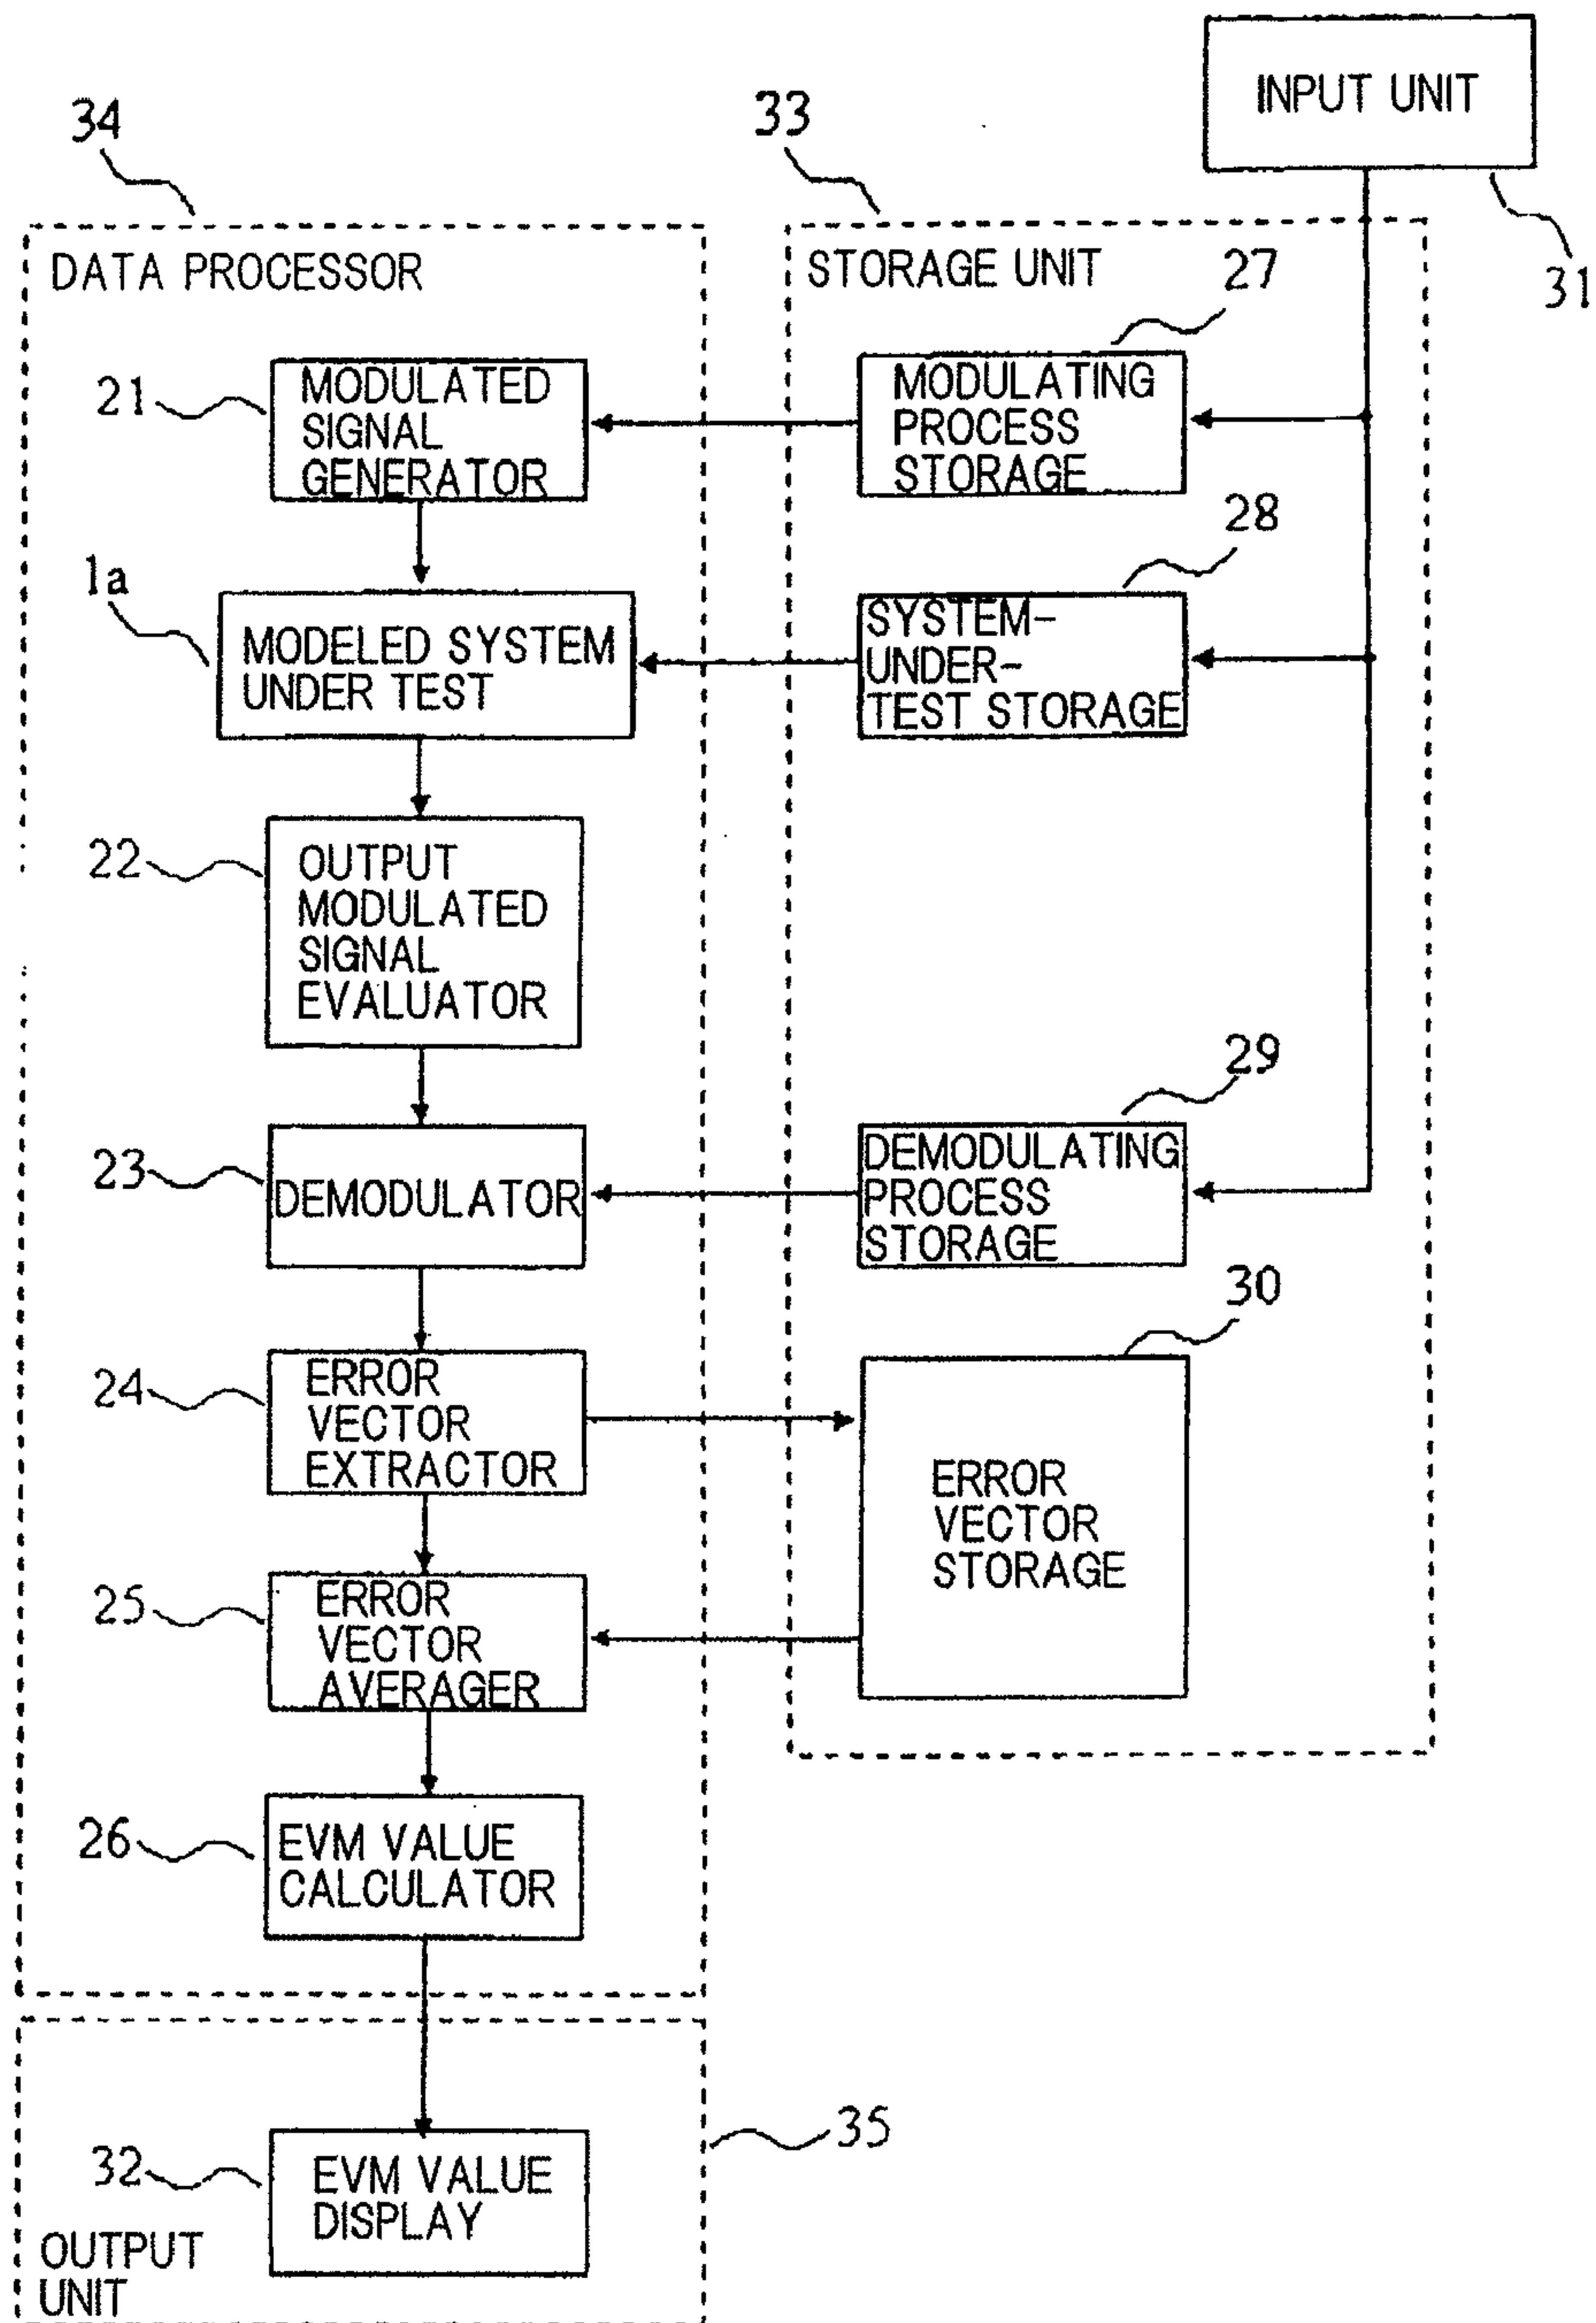 INPUT UNIT
31
34
33
DATA PROCESSOR
STORAGE UNIT
27
21
MODULATED
SIGNAL
GENERATOR
MODULATING
PROCESS
STORAGE
28
1a
MODELED SYSTEM
UNDER TEST
SYSTEM-
UNDER-
TEST STORAGE
22
OUTPUT
MODULATED
SIGNAL
EVALUATOR
29
23
DEMODULATOR
DEMODULATING
PROCESS
STORAGE
30
24
ERROR
VECTOR
EXTRACTOR
ERROR
VECTOR
STORAGE
25
ERROR
VECTOR
AVERAGER
26
EVM VALUE
CALCULATOR
35
32
EVM VALUE
DISPLAY
OUTPUT
UNIT